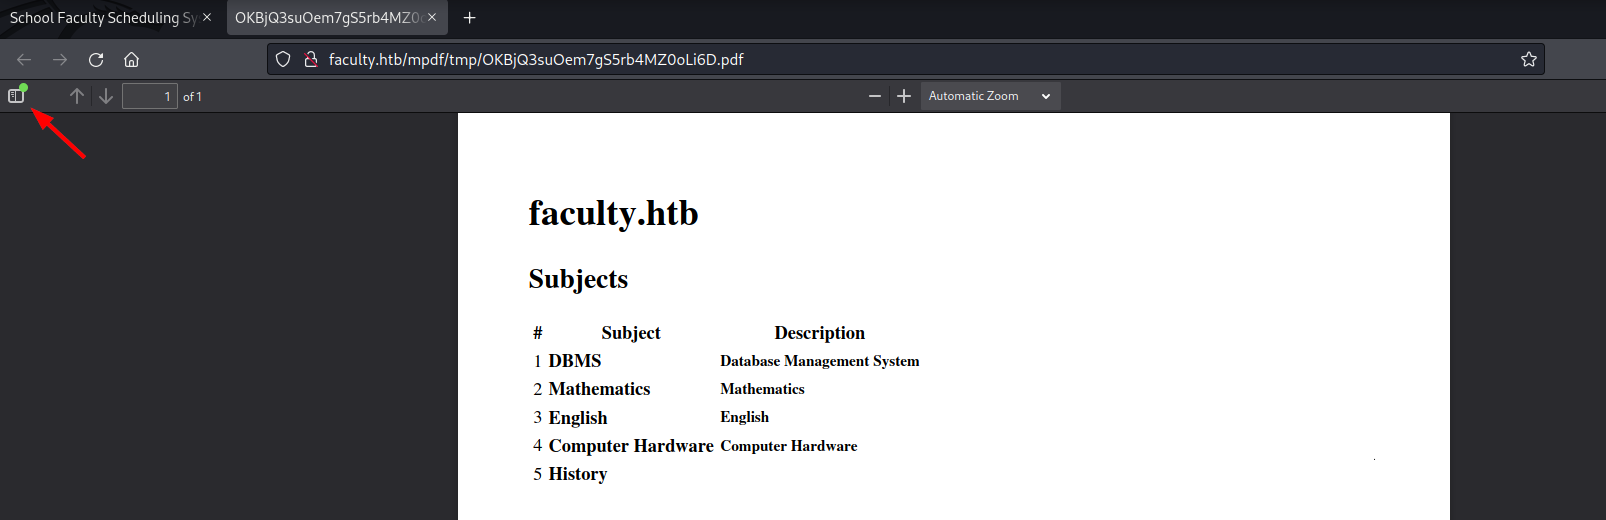 School Faculty Scheduling Sy
OKBjQ3suOem7gS5rb4MZ0o
faculty.htb/mpdf/tmp/OKBjQ3suOem7gS5rb4MZ0oLi6D.pdf
1 of 1
Automatic Zoom
faculty.htb
Subjects
# Subject Description
1 DBMS Database Management System
2 Mathematics Mathematics
3 English English
4 Computer Hardware Computer Hardware
5 History